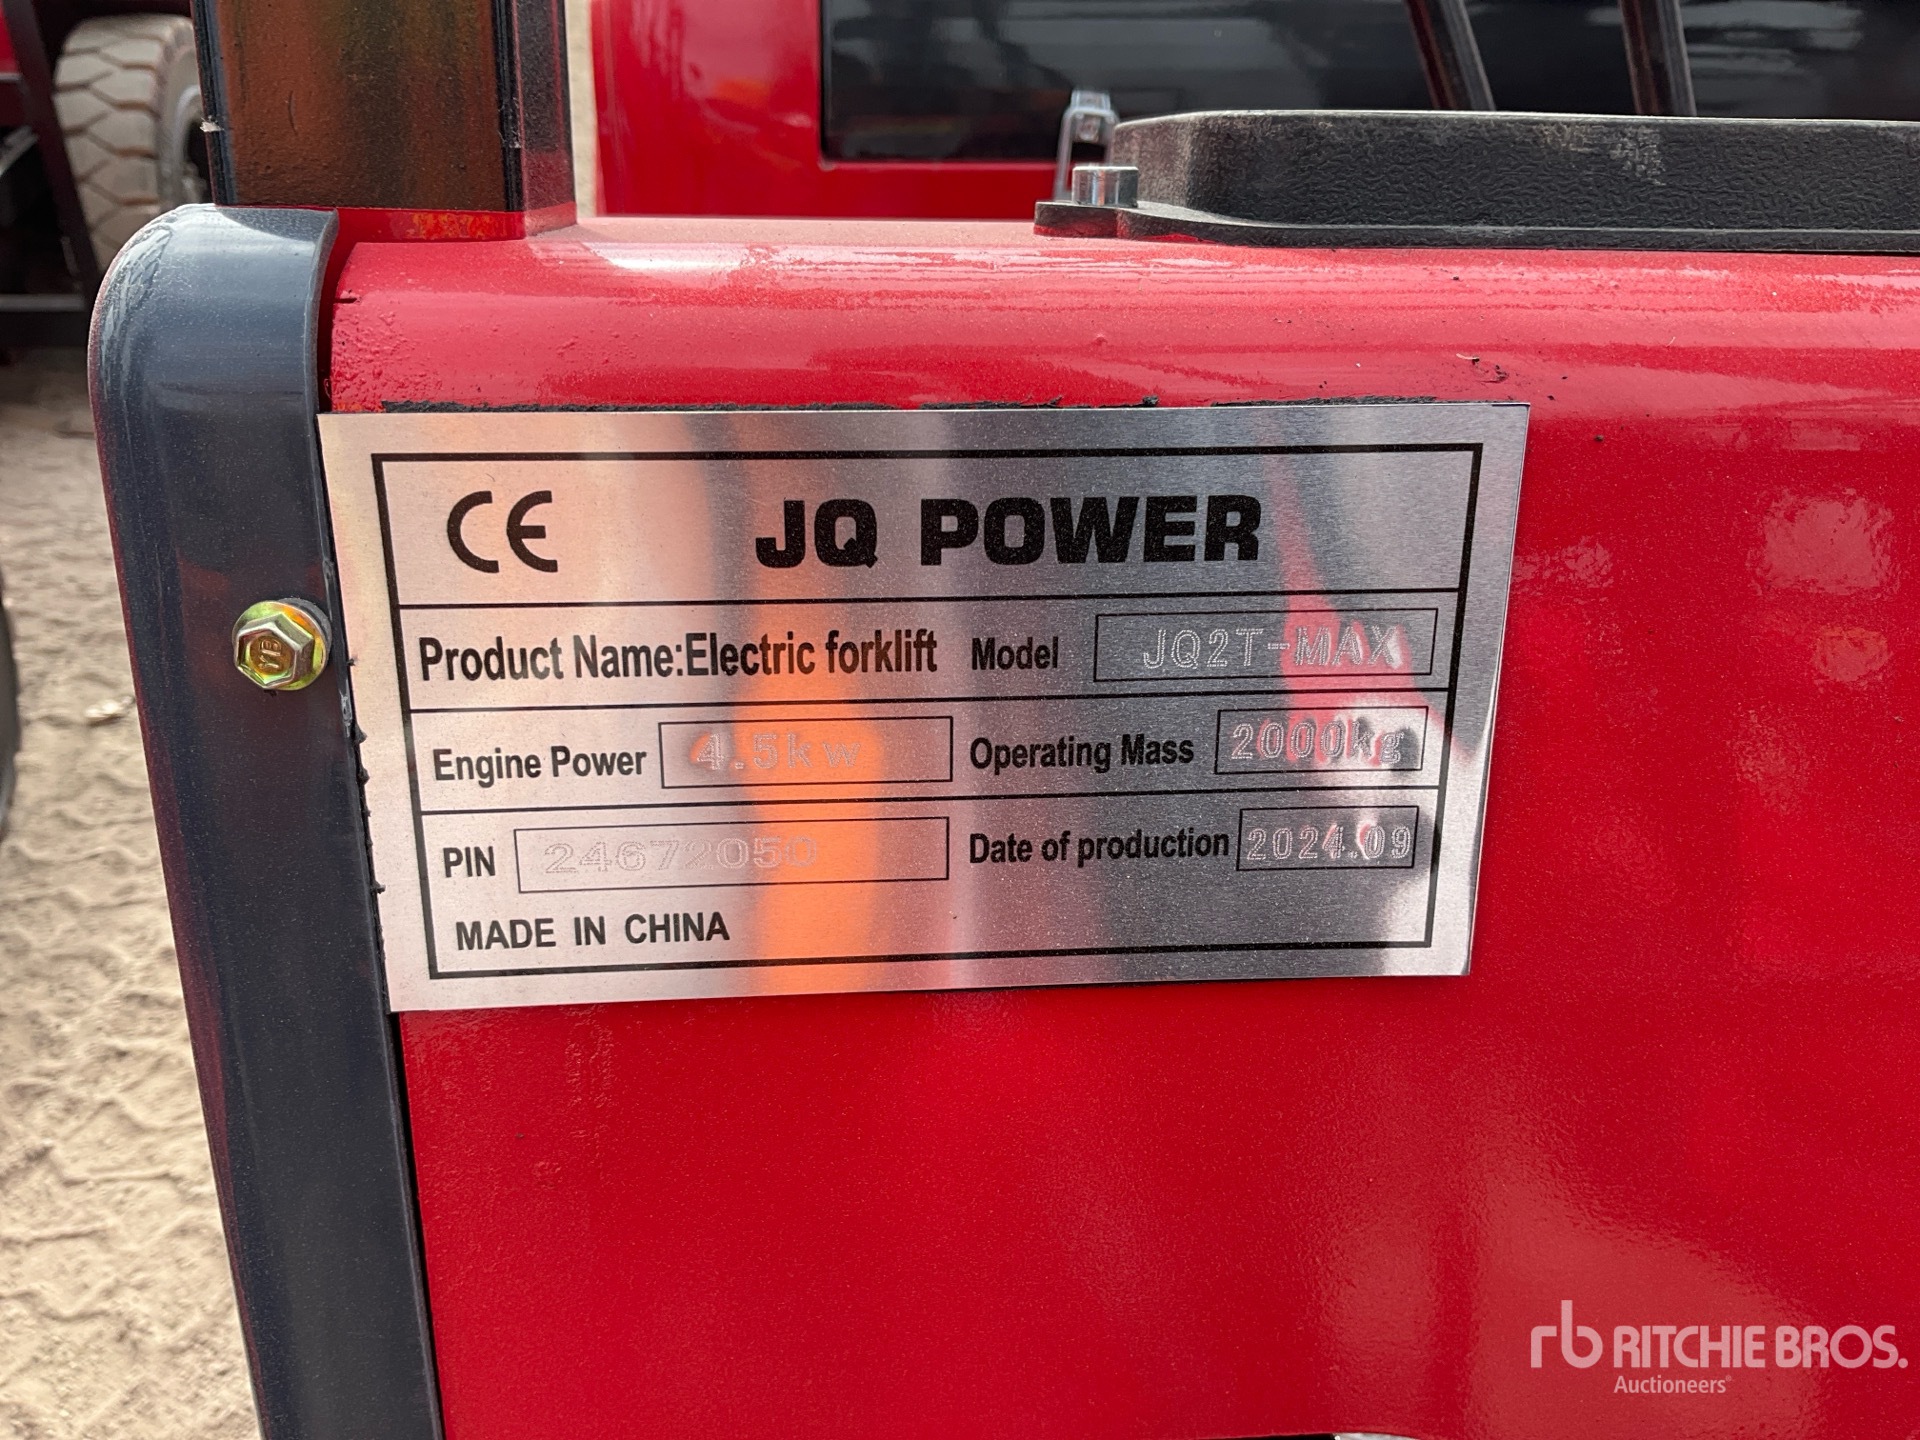 CE JQ POWER
Product Name:Electric forklift Model JQ2T-MAX
Engine Power 4.5kw Operating Mass 2000kg
PIN 24672050 Date of production 2024.09
MADE IN CHINA
rb RITCHIE BROS.
Auctioneers